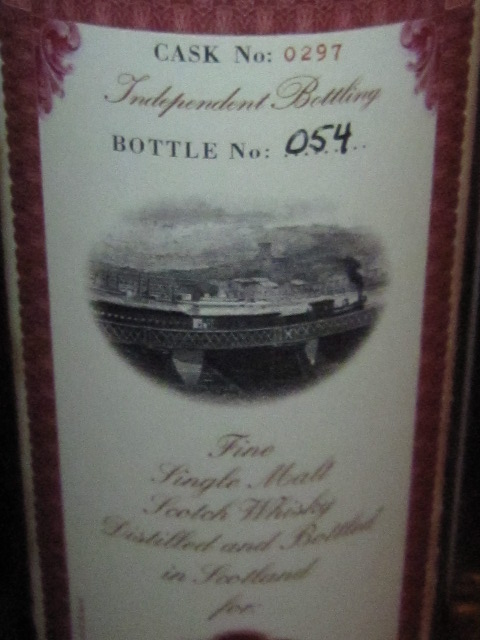 CASK No: 0297
Independent Bottling
BOTTLE No: 054
Fine
Single Malt
Scotch Whisky
Distilled and Bottled
in Scotland
for